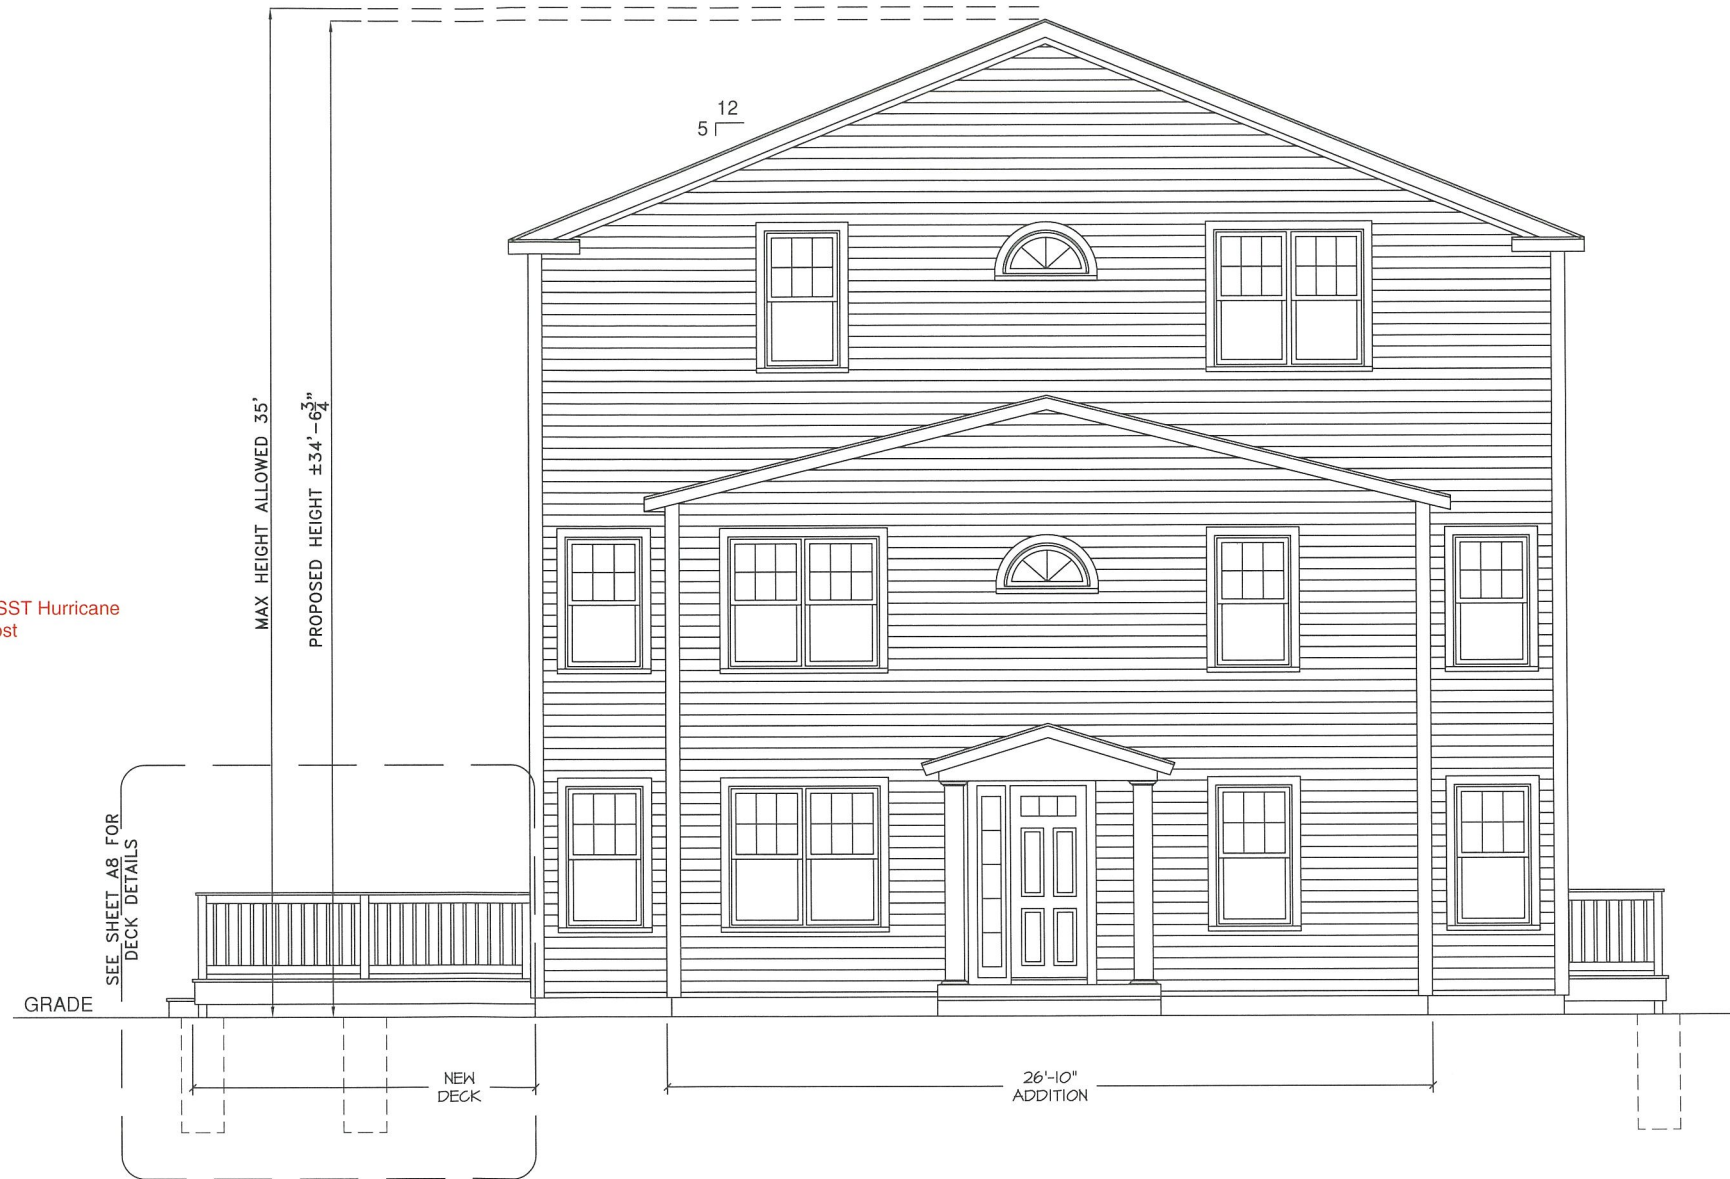 12
5
MAX HEIGHT ALLOWED 35'
PROPOSED HEIGHT ±34'-6¾"
SST Hurricane
ost
SEE SHEET A8 FOR
DECK DETAILS
GRADE
NEW
DECK
26'-10"
ADDITION